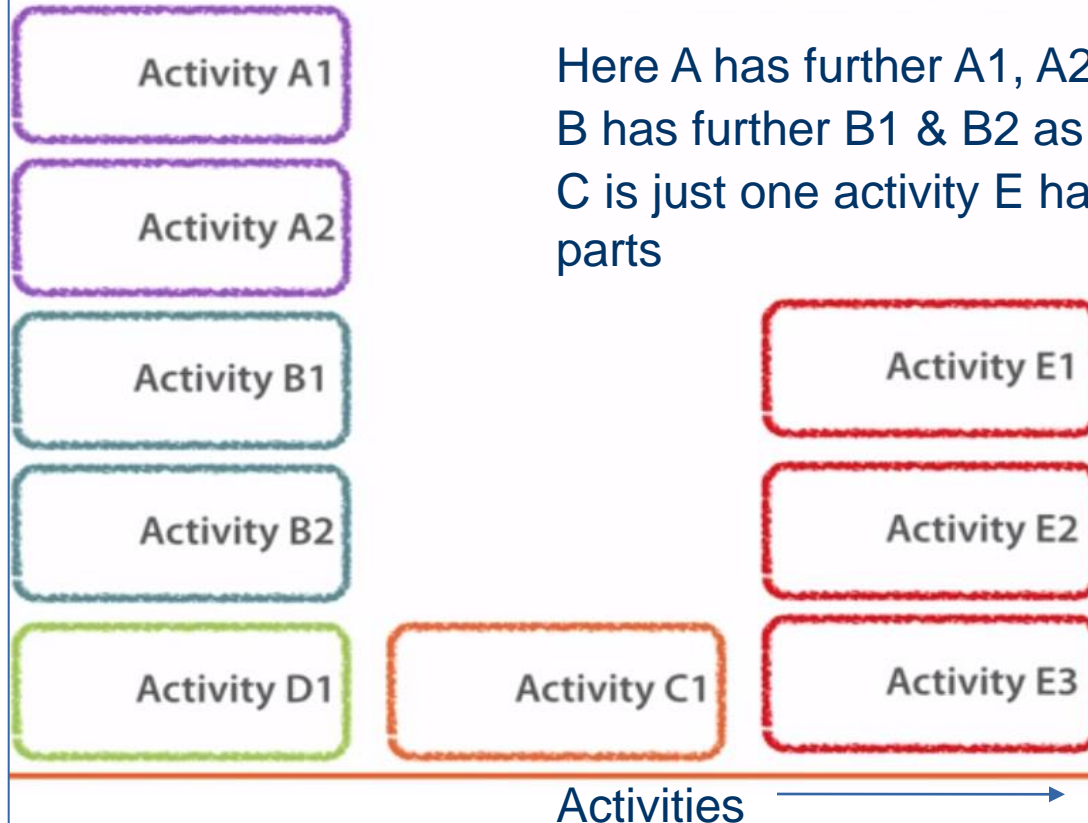 Activity A1
Activity A2
Activity B1
Activity B2
Activity D1
Here A has further A1, A2
B has further B1 & B2 as
C is just one activity E ha
parts
Activity C1
Activity E1
Activity E2
Activity E3
Activities